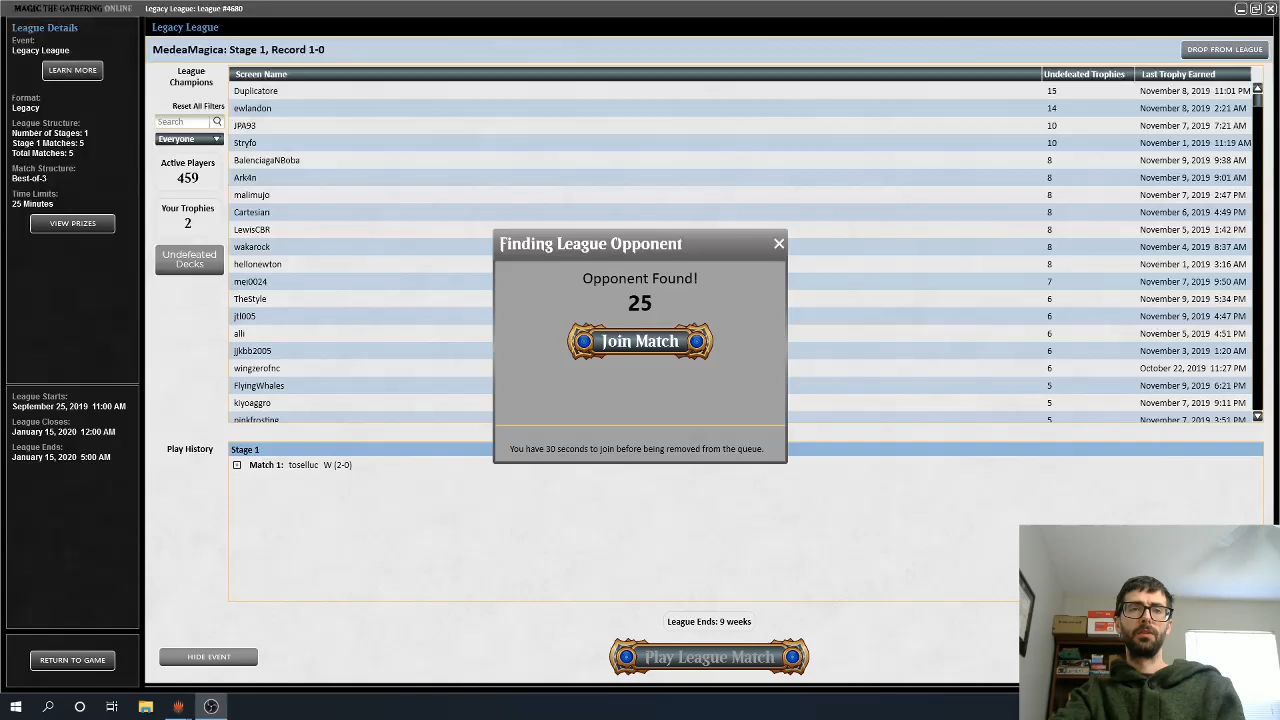 MAGIC THE GATHERING ONLINE
Legacy League: League #4680
League Details
Event:
Legacy League
LEARN MORE
Format:
Legacy
League Structure:
Number of Stages: 1
Stage 1 Matches: 5
Total Matches: 5
Match Structure:
Best-of-3
Time Limits:
25 Minutes
VIEW PRIZES
League Starts:
September 25, 2019 11:00 AM
League Closes:
January 15, 2020 12:00 AM
League Ends:
January 15, 2020 5:00 AM
RETURN TO GAME
Legacy League
MedeaMagica: Stage 1, Record 1-0
DROP FROM LEAGUE
League
Champions
Reset All Filters
Search
Everyone
Active Players
459
Your Trophies
2
Undefeated
Decks
Screen Name Undefeated Trophies Last Trophy Earned
Duplicatore 15 November 8, 2019 11:01 PM
ewlandon 14 November 8, 2019 2:21 AM
JPA93 10 November 7, 2019 7:21 AM
Stryfo 10 November 1, 2019 11:19 AM
BalenciagaNBoba 8 November 9, 2019 9:38 AM
Ark4n 8 November 9, 2019 9:01 AM
malimujo 8 November 7, 2019 2:47 PM
Cartesian 8 November 6, 2019 4:49 PM
LewisCBR 8 November 5, 2019 1:42 PM
wakarock 8 November 4, 2019 8:37 AM
hellonewton 8 November 1, 2019 3:16 AM
mei0024 7 November 7, 2019 9:50 AM
TheStyle 6 November 9, 2019 5:34 PM
jtl005 6 November 9, 2019 4:47 PM
alli 6 November 5, 2019 4:51 PM
JJkbb2005 6 November 3, 2019 1:20 AM
wingzerofnc 6 October 22, 2019 11:27 PM
FlyingWhales 5 November 9, 2019 6:21 PM
kiyoaggro 5 November 7, 2019 9:11 PM
pinkfrosting 5 November 7, 2019 3:51 PM
Finding League Opponent
Opponent Found!
25
Join Match
You have 30 seconds to join before being removed from the queue.
Play History
Stage 1
Match 1: toselluc W (2-0)
League Ends: 9 weeks
HIDE EVENT
Play League Match